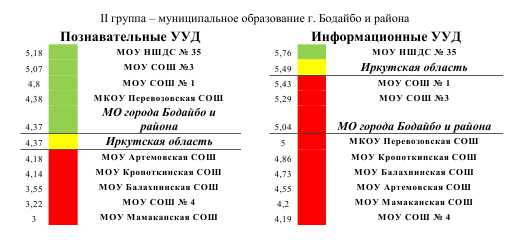 II группа – муниципальное образование г. Бодайбо и района
Познавательные УУД
5,18 МОУ НШДС № 35
5,07 МОУ СОШ №3
4,8 МОУ СОШ № 1
4,38 МКОУ Перевозовская СОШ
МО города Бодайбо и
4,37 района
4,37 Иркутская область
4,18 МОУ Артемовская СОШ
4,14 МОУ Кропоткинская СОШ
3,55 МОУ Балахнинская СОШ
3,22 МОУ СОШ № 4
3 МОУ Мамаканская СОШ
Информационные УУД
5,76 МОУ НШДС № 35
5,49 Иркутская область
5,43 МОУ СОШ № 1
5,29 МОУ СОШ №3
5,04 МО города Бодайбо и района
5 МКОУ Перевозовская СОШ
4,86 МОУ Кропоткинская СОШ
4,73 МОУ Балахнинская СОШ
4,55 МОУ Артемовская СОШ
4,2 МОУ Мамаканская СОШ
4,19 МОУ СОШ № 4